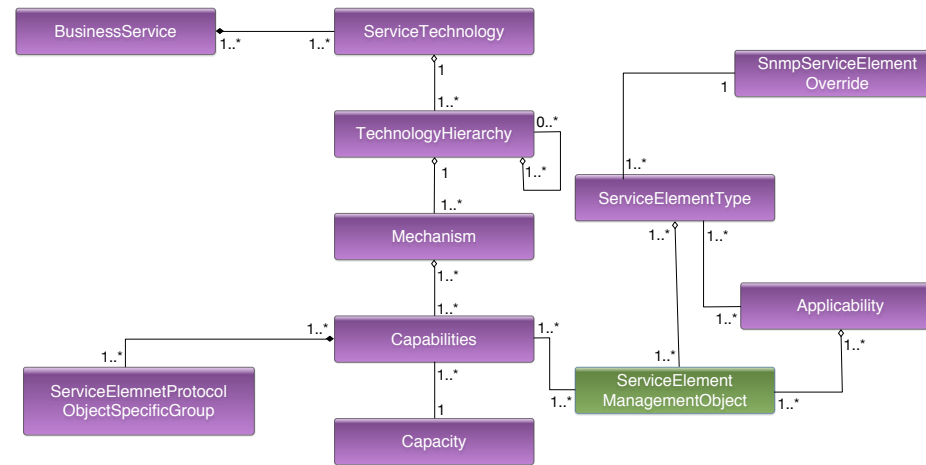 BusinessService
1..*
1..*
ServiceTechnology
1
1..*
SnmpServiceElement
Override
1
1..*
TechnologyHierarchy
0..*
1..*
1
1..*
ServiceElementType
1..*
1..*
Mechanism
1..*
1..*
Applicability
1..*
1..*
Capabilities
1..*
1..*
1..*
1..*
1..*
1..*
1
ServiceElemnetProtocol
ObjectSpecificGroup
ServiceElement
ManagementObject
1..*
1..*
Capacity